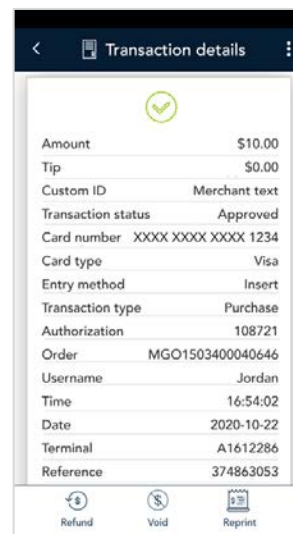 Transaction details
Amount $10.00
Tip $0.00
Custom ID Merchant text
Transaction status Approved
Card number XXXX XXXX XXXX 1234
Card type Visa
Entry method Insert
Transaction type Purchase
Authorization 108721
Order MGO1503400040646
Username Jordan
Time 16:54:02
Date 2020-10-22
Terminal A1612286
Reference 374863053
Refund Void Reprint